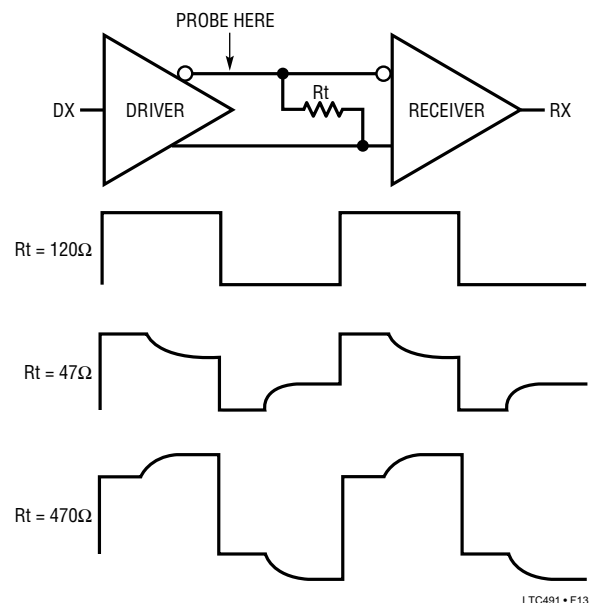 PROBE HERE
Rt
DX
DRIVER
RECEIVER
RX
Rt = 120Ω
Rt = 47Ω
Rt = 470Ω
LTC491 • F13